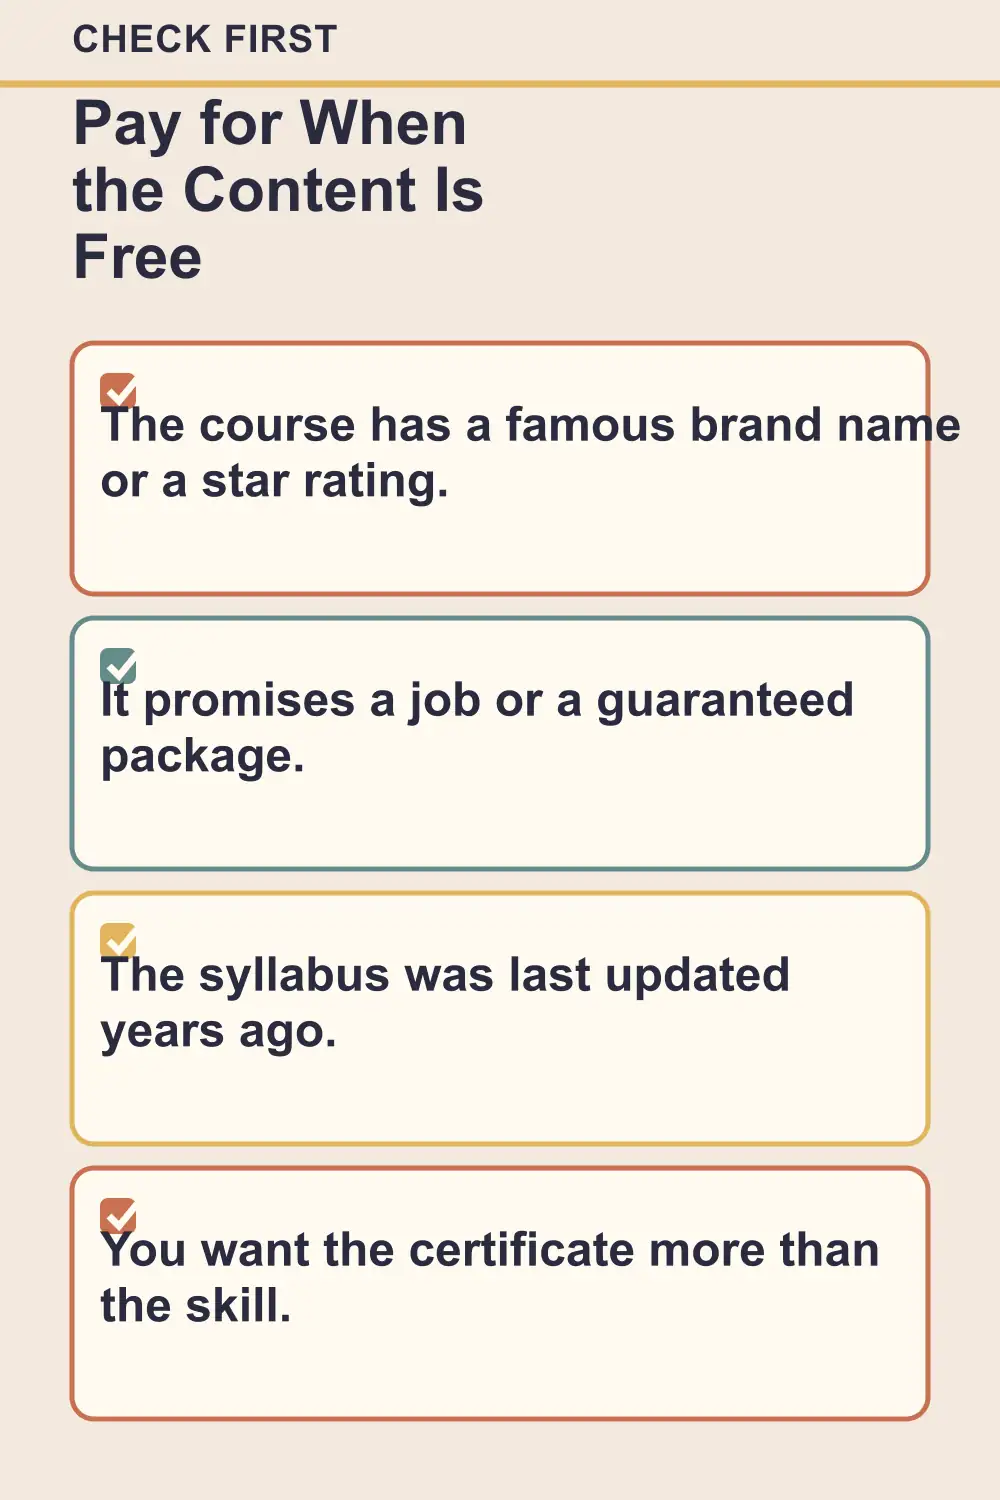 CHECK FIRST
Pay for When
the Content Is
Free
The course has a famous brand name
or a star rating.
It promises a job or a guaranteed
package.
The syllabus was last updated
years ago.
You want the certificate more than
the skill.